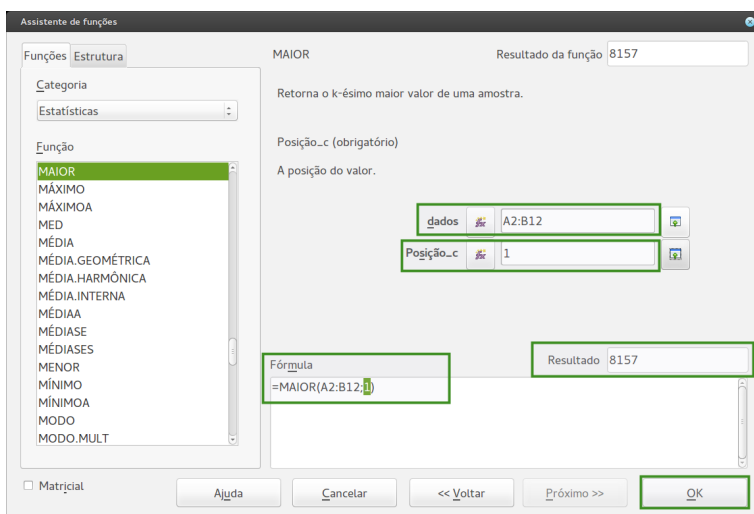 Assistente de funções
Funções Estrutura
MAIOR
Resultado da função 8157
Categoria
Estatísticas
Retorna o k-ésimo maior valor de uma amostra.
Função
Posição_c (obrigatório)
A posição do valor.
MAIOR
MÁXIMO
MÁXIMOA
MED
MÉDIA
MÉDIA.GEOMÉTRICA
MÉDIA.HARMÔNICA
MÉDIA.INTERNA
MÉDIAA
MÉDIASE
MÉDIASES
MENOR
MÍNIMO
MÍNIMOA
MODO
MODO.MULT
dados fx A2:B12
Posição_c fx 1
Resultado 8157
Fórmula
=MAIOR(A2:B12;1)
Matricial
Ajuda
Cancelar
<< Voltar
Próximo >>
OK